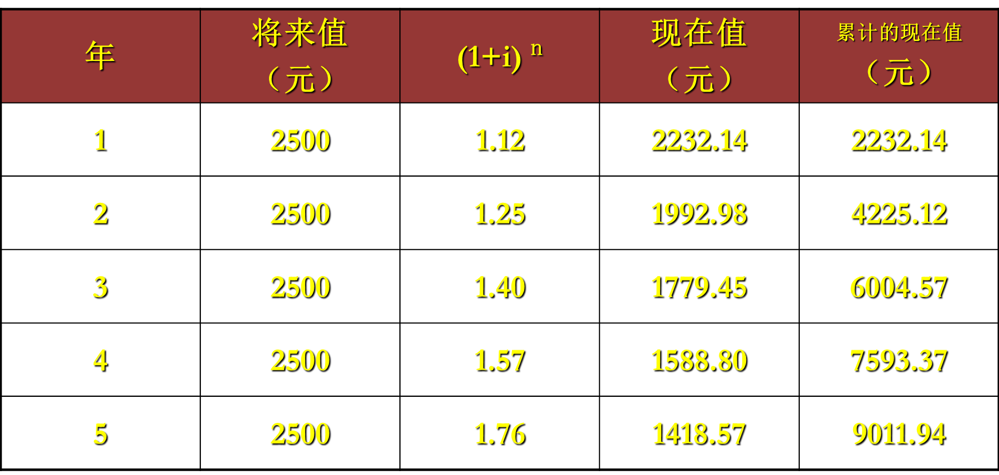 年 将来值（元） (1+i) n 现在值（元） 累计的现在值（元）
1 2500 1.12 2232.14 2232.14
2 2500 1.25 1992.98 4225.12
3 2500 1.40 1779.45 6004.57
4 2500 1.57 1588.80 7593.37
5 2500 1.76 1418.57 9011.94